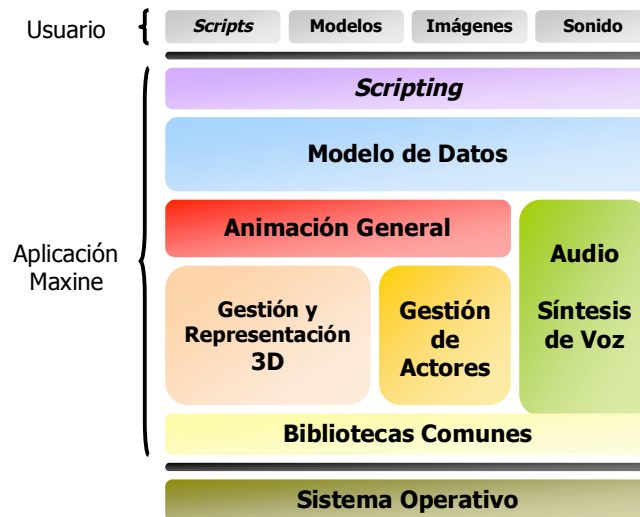 Usuario
Scripts
Modelos
Imágenes
Sonido
Aplicación
Maxine
Scripting
Modelo de Datos
Animación General
Audio
Síntesis
de Voz
Gestión y
Representación
3D
Gestión
de
Actores
Bibliotecas Comunes
Sistema Operativo